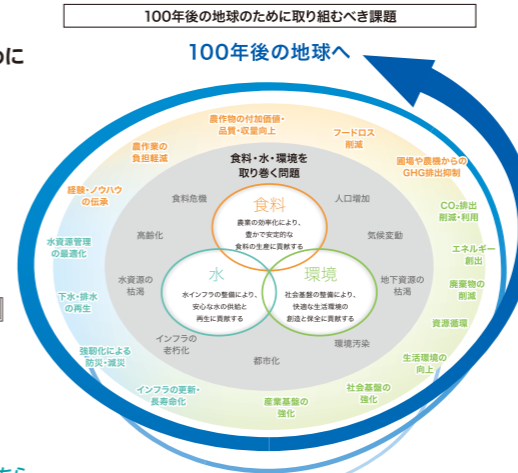 100年後の地球のために取り組むべき課題
めに
100年後の地球へ
農作物の付加価値・
品質・収量向上
フードロス
削減
農作業の
負担軽減
圃場や農機からの
GHG排出抑制
経験・ノウハウ
の伝承
食料・水・環境を
取り巻く問題
食料危機
人口増加
CO₂排出
削減・利用
食料
農業の効率化により、
豊かで安定的な
食料の生産に貢献する
高齢化
気候変動
水資源管理
の最適化
エネルギー
創出
水
水インフラの整備により、
安心な水の供給と
再生に貢献する
環境
社会基盤の整備により、
快適な生活環境の
創造と保全に貢献する
水資源の
枯渇
地下資源の
枯渇
廃棄物の
削減
下水・排水
の再生
資源循環
インフラの
老朽化
環境汚染
都市化
強靭化による
防災・減災
生活環境の
向上
インフラの更新・
長寿命化
産業基盤の
強化
社会基盤の
強化
ちら